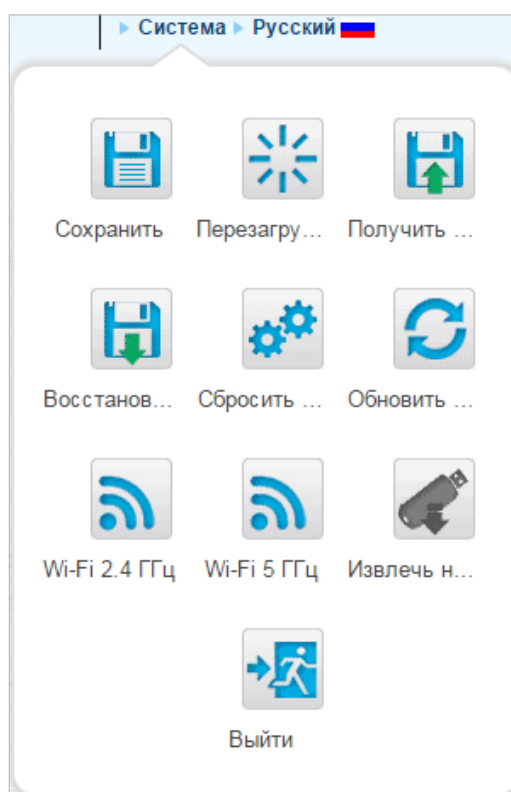 Система Русский
Сохранить Перезагру... Получить ...
Восстанов... Сбросить ... Обновить ...
Wi-Fi 2.4 ГГц Wi-Fi 5 ГГц Извлечь н...
Выйти